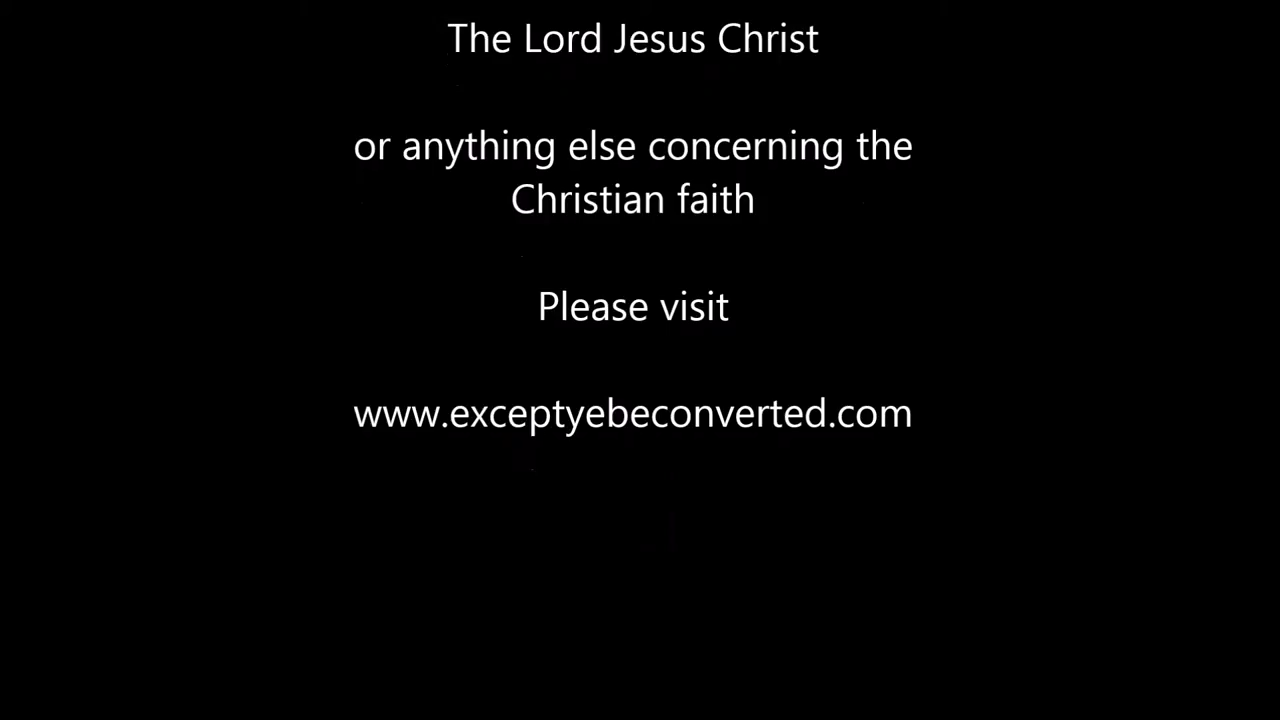 The Lord Jesus Christ
or anything else concerning the
Christian faith
Please visit
www.exceptyebeconverted.com